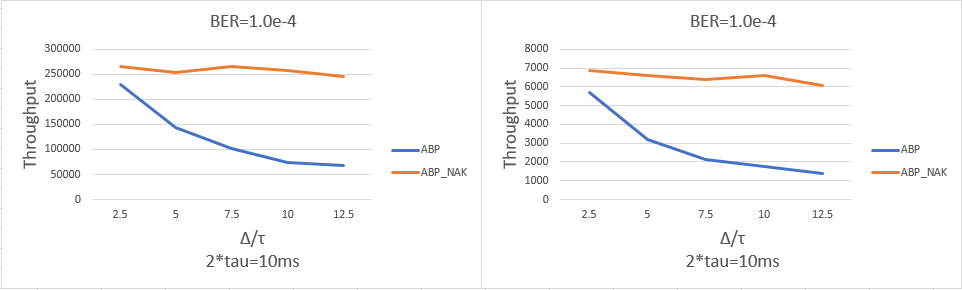 BER=1.0e-4
300000
250000
200000
150000
100000
50000
0
Throughput
2.5 5 7.5 10 12.5
Δ/τ
2*tau=10ms
ABP
ABP_NAK
BER=1.0e-4
8000
7000
6000
5000
4000
3000
2000
1000
0
Throughput
2.5 5 7.5 10 12.5
Δ/τ
2*tau=10ms
ABP
ABP_NAK